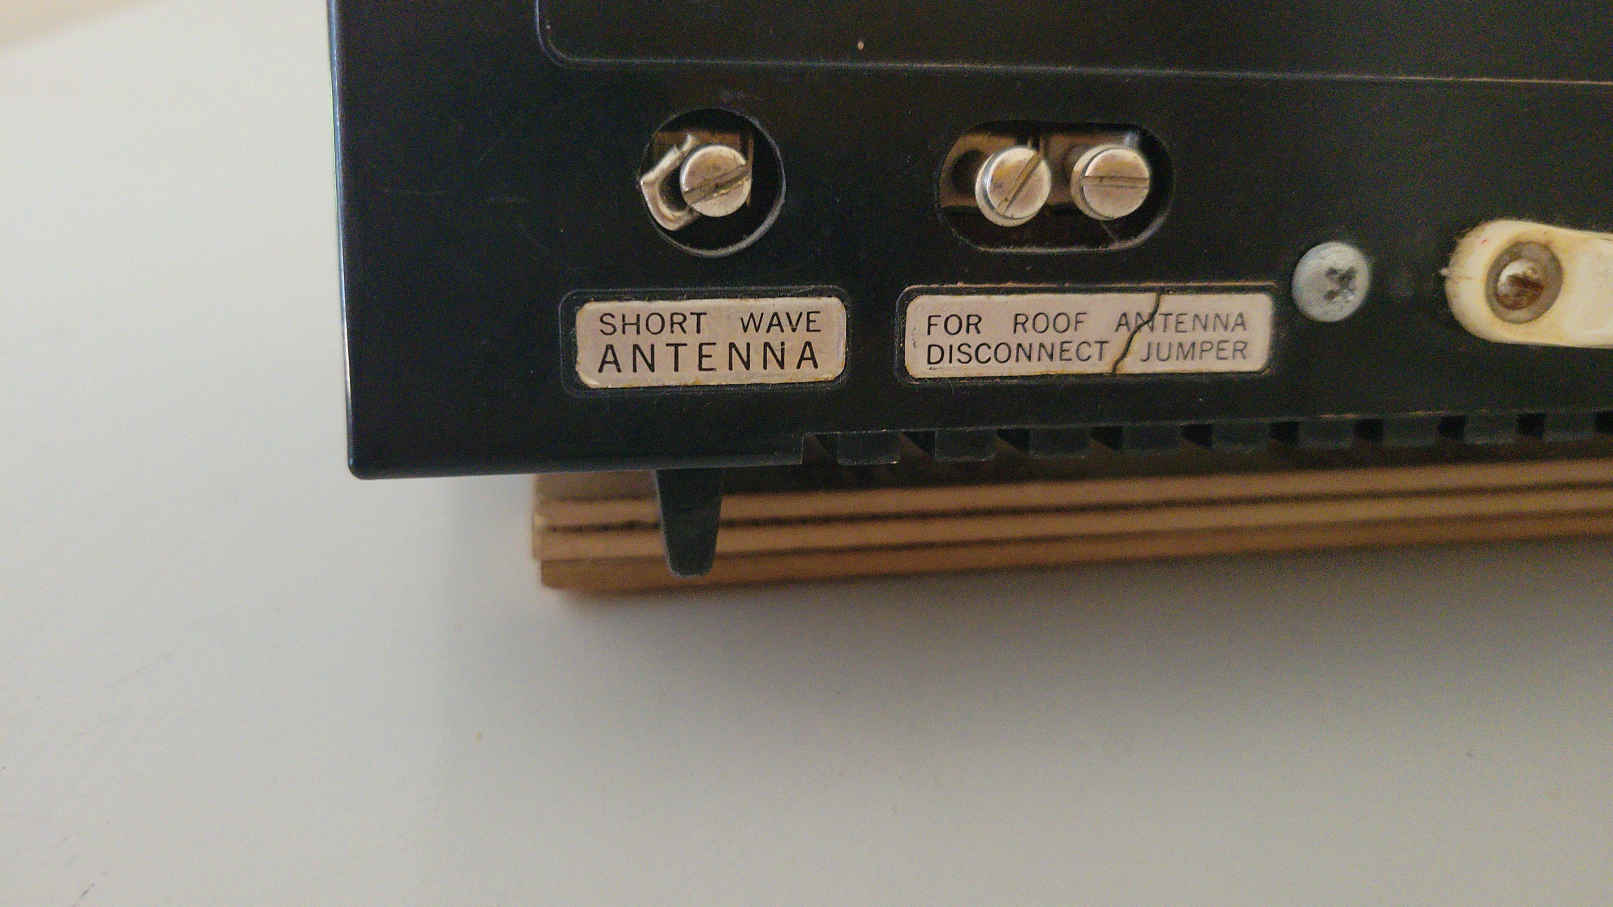 SHORT WAVE
ANTENNA
FOR ROOF ANTENNA
DISCONNECT JUMPER